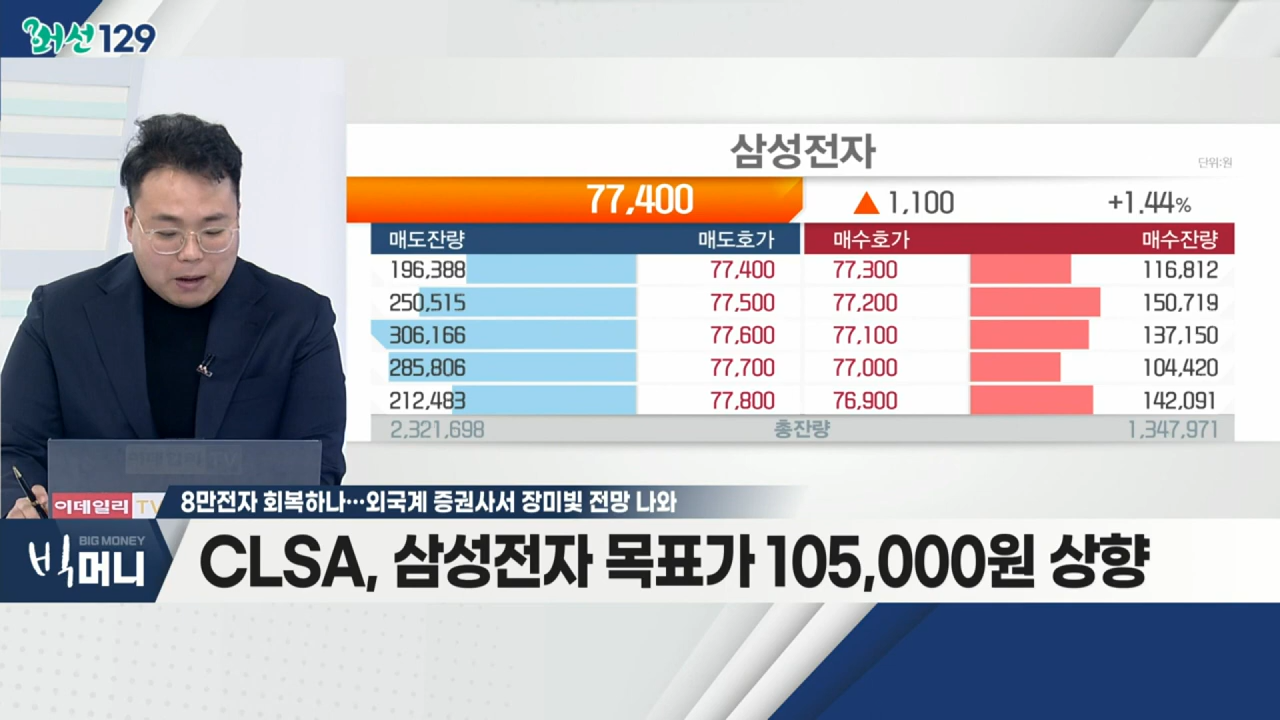 머선129
삼성전자
단위:원
77,400 ▲ 1,100 +1.44%
매도잔량 매도호가 매수호가 매수잔량
196,388 77,400 77,300 116,812
250,515 77,500 77,200 150,719
306,166 77,600 77,100 137,150
285,806 77,700 77,000 104,420
212,483 77,800 76,900 142,091
2,321,698 총잔량 1,347,971
이데일리TV
이데일리 TV
8만전자 회복하나…외국계 증권사서 장미빛 전망 나와
BIG MONEY
빅머니
CLSA, 삼성전자 목표가 105,000원 상향